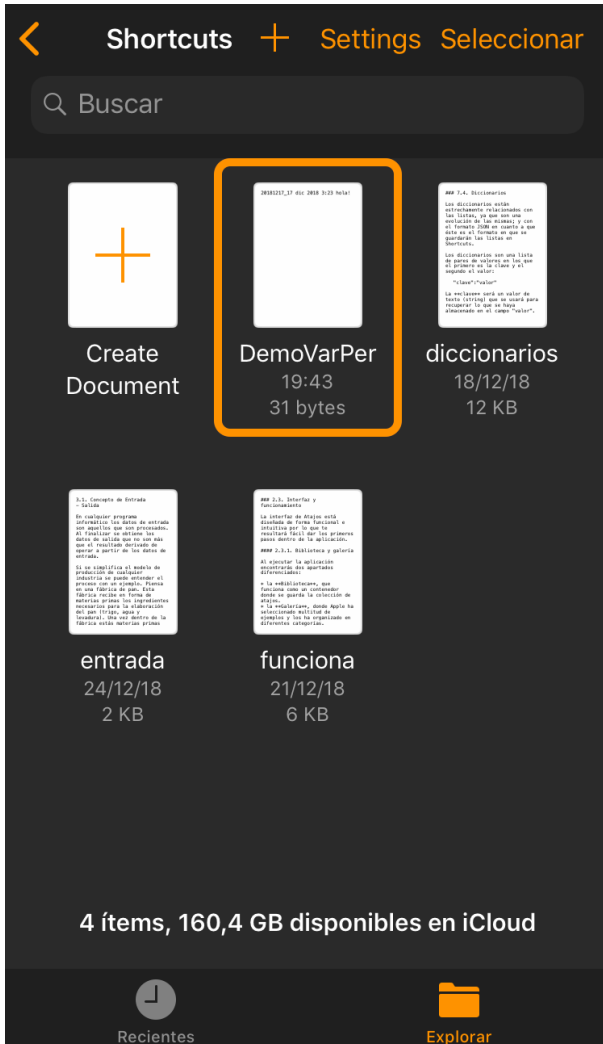 Shortcuts + Settings Seleccionar
Buscar
20181217_17 dic 2018 3:23 hola!
### 7.4. Diccionarios
Los diccionarios están
estrechamente relacionados con
las listas, ya que son una
evolución de las mismas; y con
el formato JSON en cuanto a que
éste es el formato en que se
guardarán las listas en
Shortcuts.
Los diccionarios son una lista
de pares de valores en los que
el primero es la clave y el
segundo el valor:
"clave":"valor"
La **clave** será un valor de
texto (string) que se usará para
recuperar lo que se haya
almacenado en el campo "valor".
Create
Document
DemoVarPer
19:43
31 bytes
diccionarios
18/12/18
12 KB
3.1. Concepto de Entrada
– Salida
En cualquier programa
informático los datos de entrada
son aquellos que son procesados.
Al finalizar se obtiene los
datos de salida que no son más
que el resultado derivado de
operar a partir de los datos de
entrada.
Si se simplifica el modelo de
producción de cualquier
industria se puede entender el
proceso con un ejemplo. Piensa
en una fábrica de pan. Esta
fábrica recibe en forma de
materias primas los ingredientes
necesarios para la elaboración
del pan (trigo, agua y
levadura). Una vez dentro de la
fábrica estás materias primas
### 2.3. Interfaz y
funcionamiento
La interfaz de Atajos está
diseñada de forma funcional e
intuitiva por lo que te
resultará fácil dar los primeros
pasos dentro de la aplicación.
#### 2.3.1. Biblioteca y galería
Al ejecutar la aplicación
encontrarás dos apartados
diferenciados:
* la **Biblioteca**, que
funciona como un contenedor
donde se guarda la colección de
atajos.
* la **Galería**, donde Apple ha
seleccionado multitud de
ejemplos y los ha organizado en
diferentes categorías.
entrada
24/12/18
2 KB
funciona
21/12/18
6 KB
4 ítems, 160,4 GB disponibles en iCloud
Recientes
Explorar